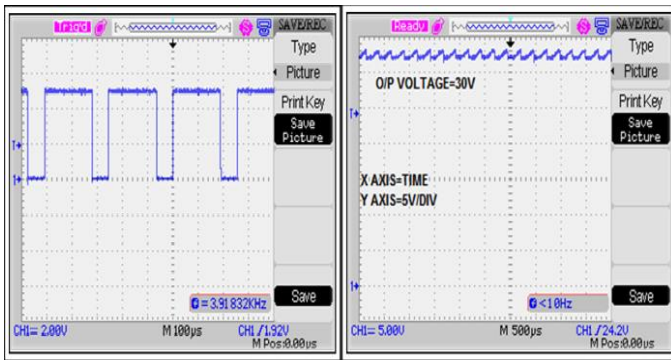 Trig'd
SAVE/REC
Type
Picture
Print Key
Save
Picture
T
1
= 3.91832KHz
Save
CH1= 2.00V M 100µs CH1 / 1.92V
M Pos:0.00µs
Ready
SAVE/REC
Type
Picture
Print Key
Save
Picture
O/P VOLTAGE=30V
T
X AXIS=TIME
Y AXIS=5V/DIV
1
<10Hz
Save
CH1= 5.00V M 500µs CH1 / 24.2V
M Pos:0.00µs